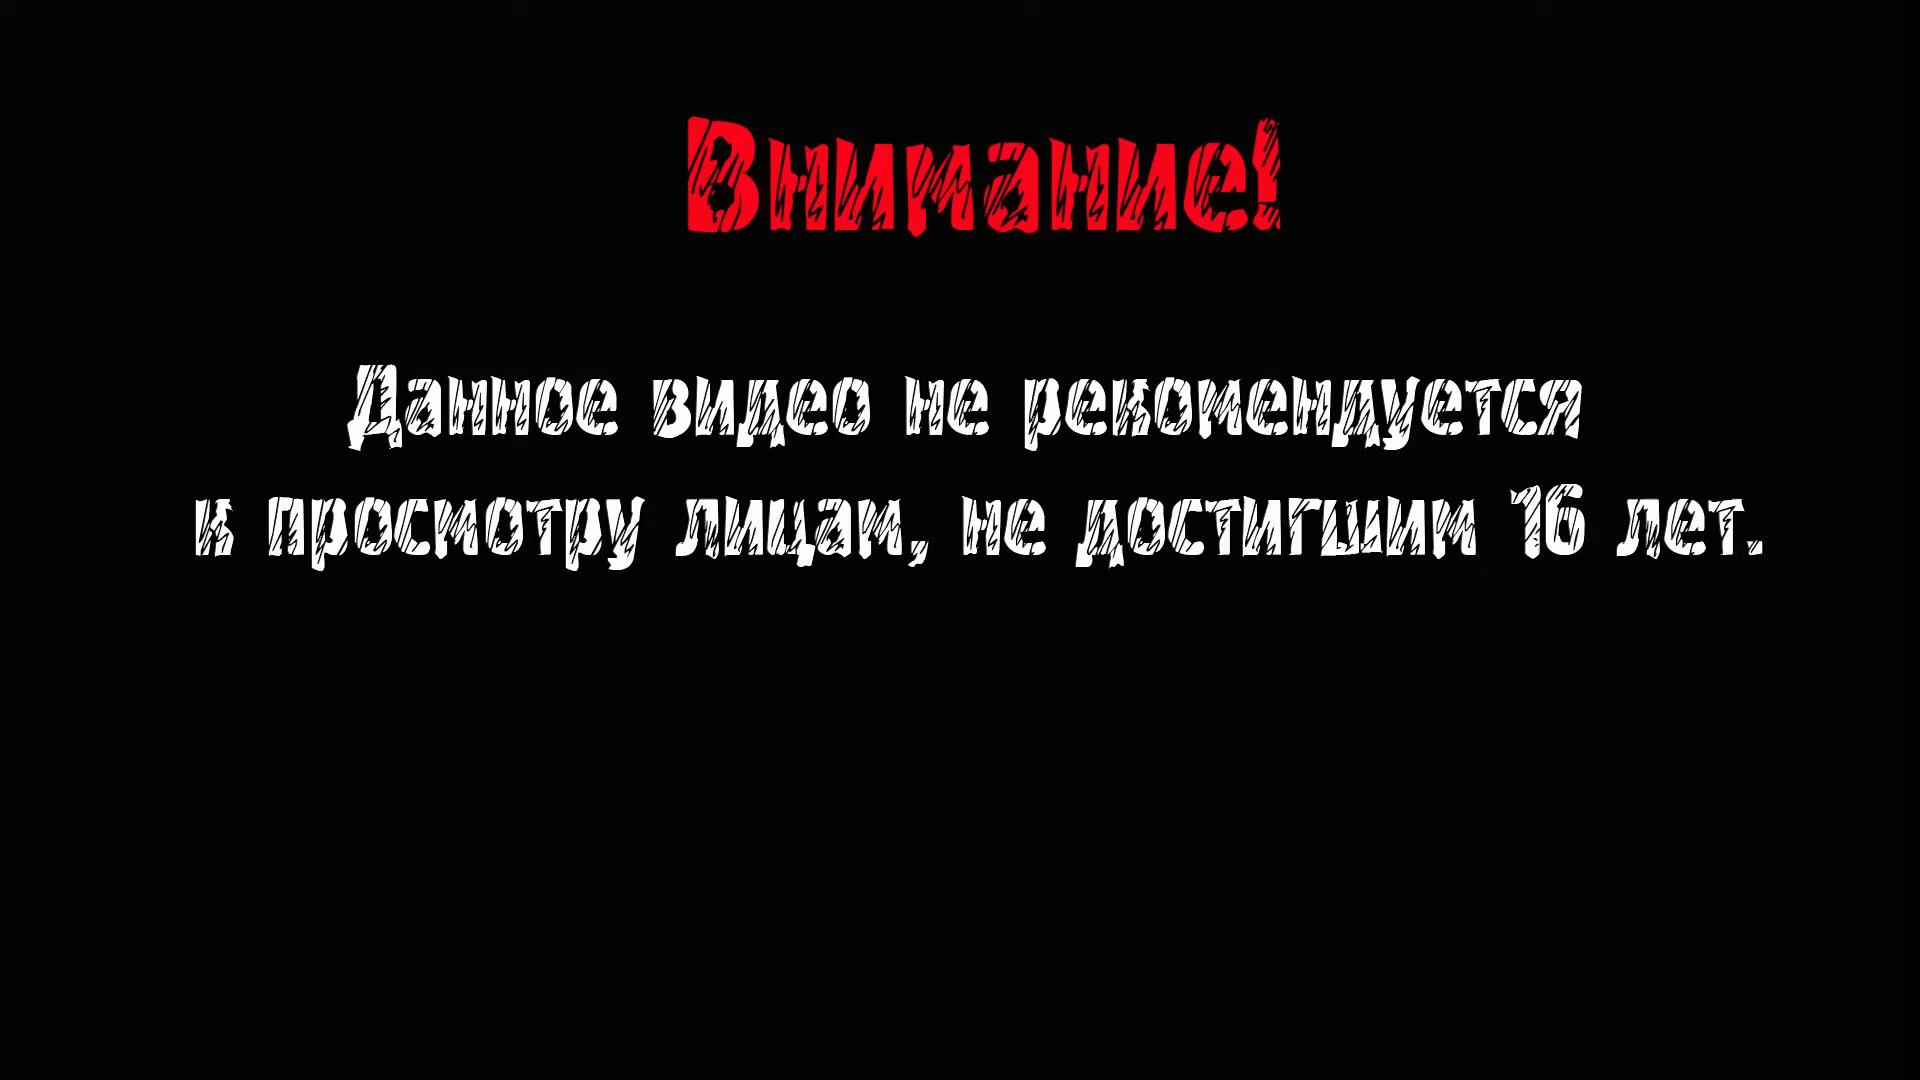 Внимание!
Данное видео не рекомендуется
к просмотру лицам, не достигшим 16 лет.